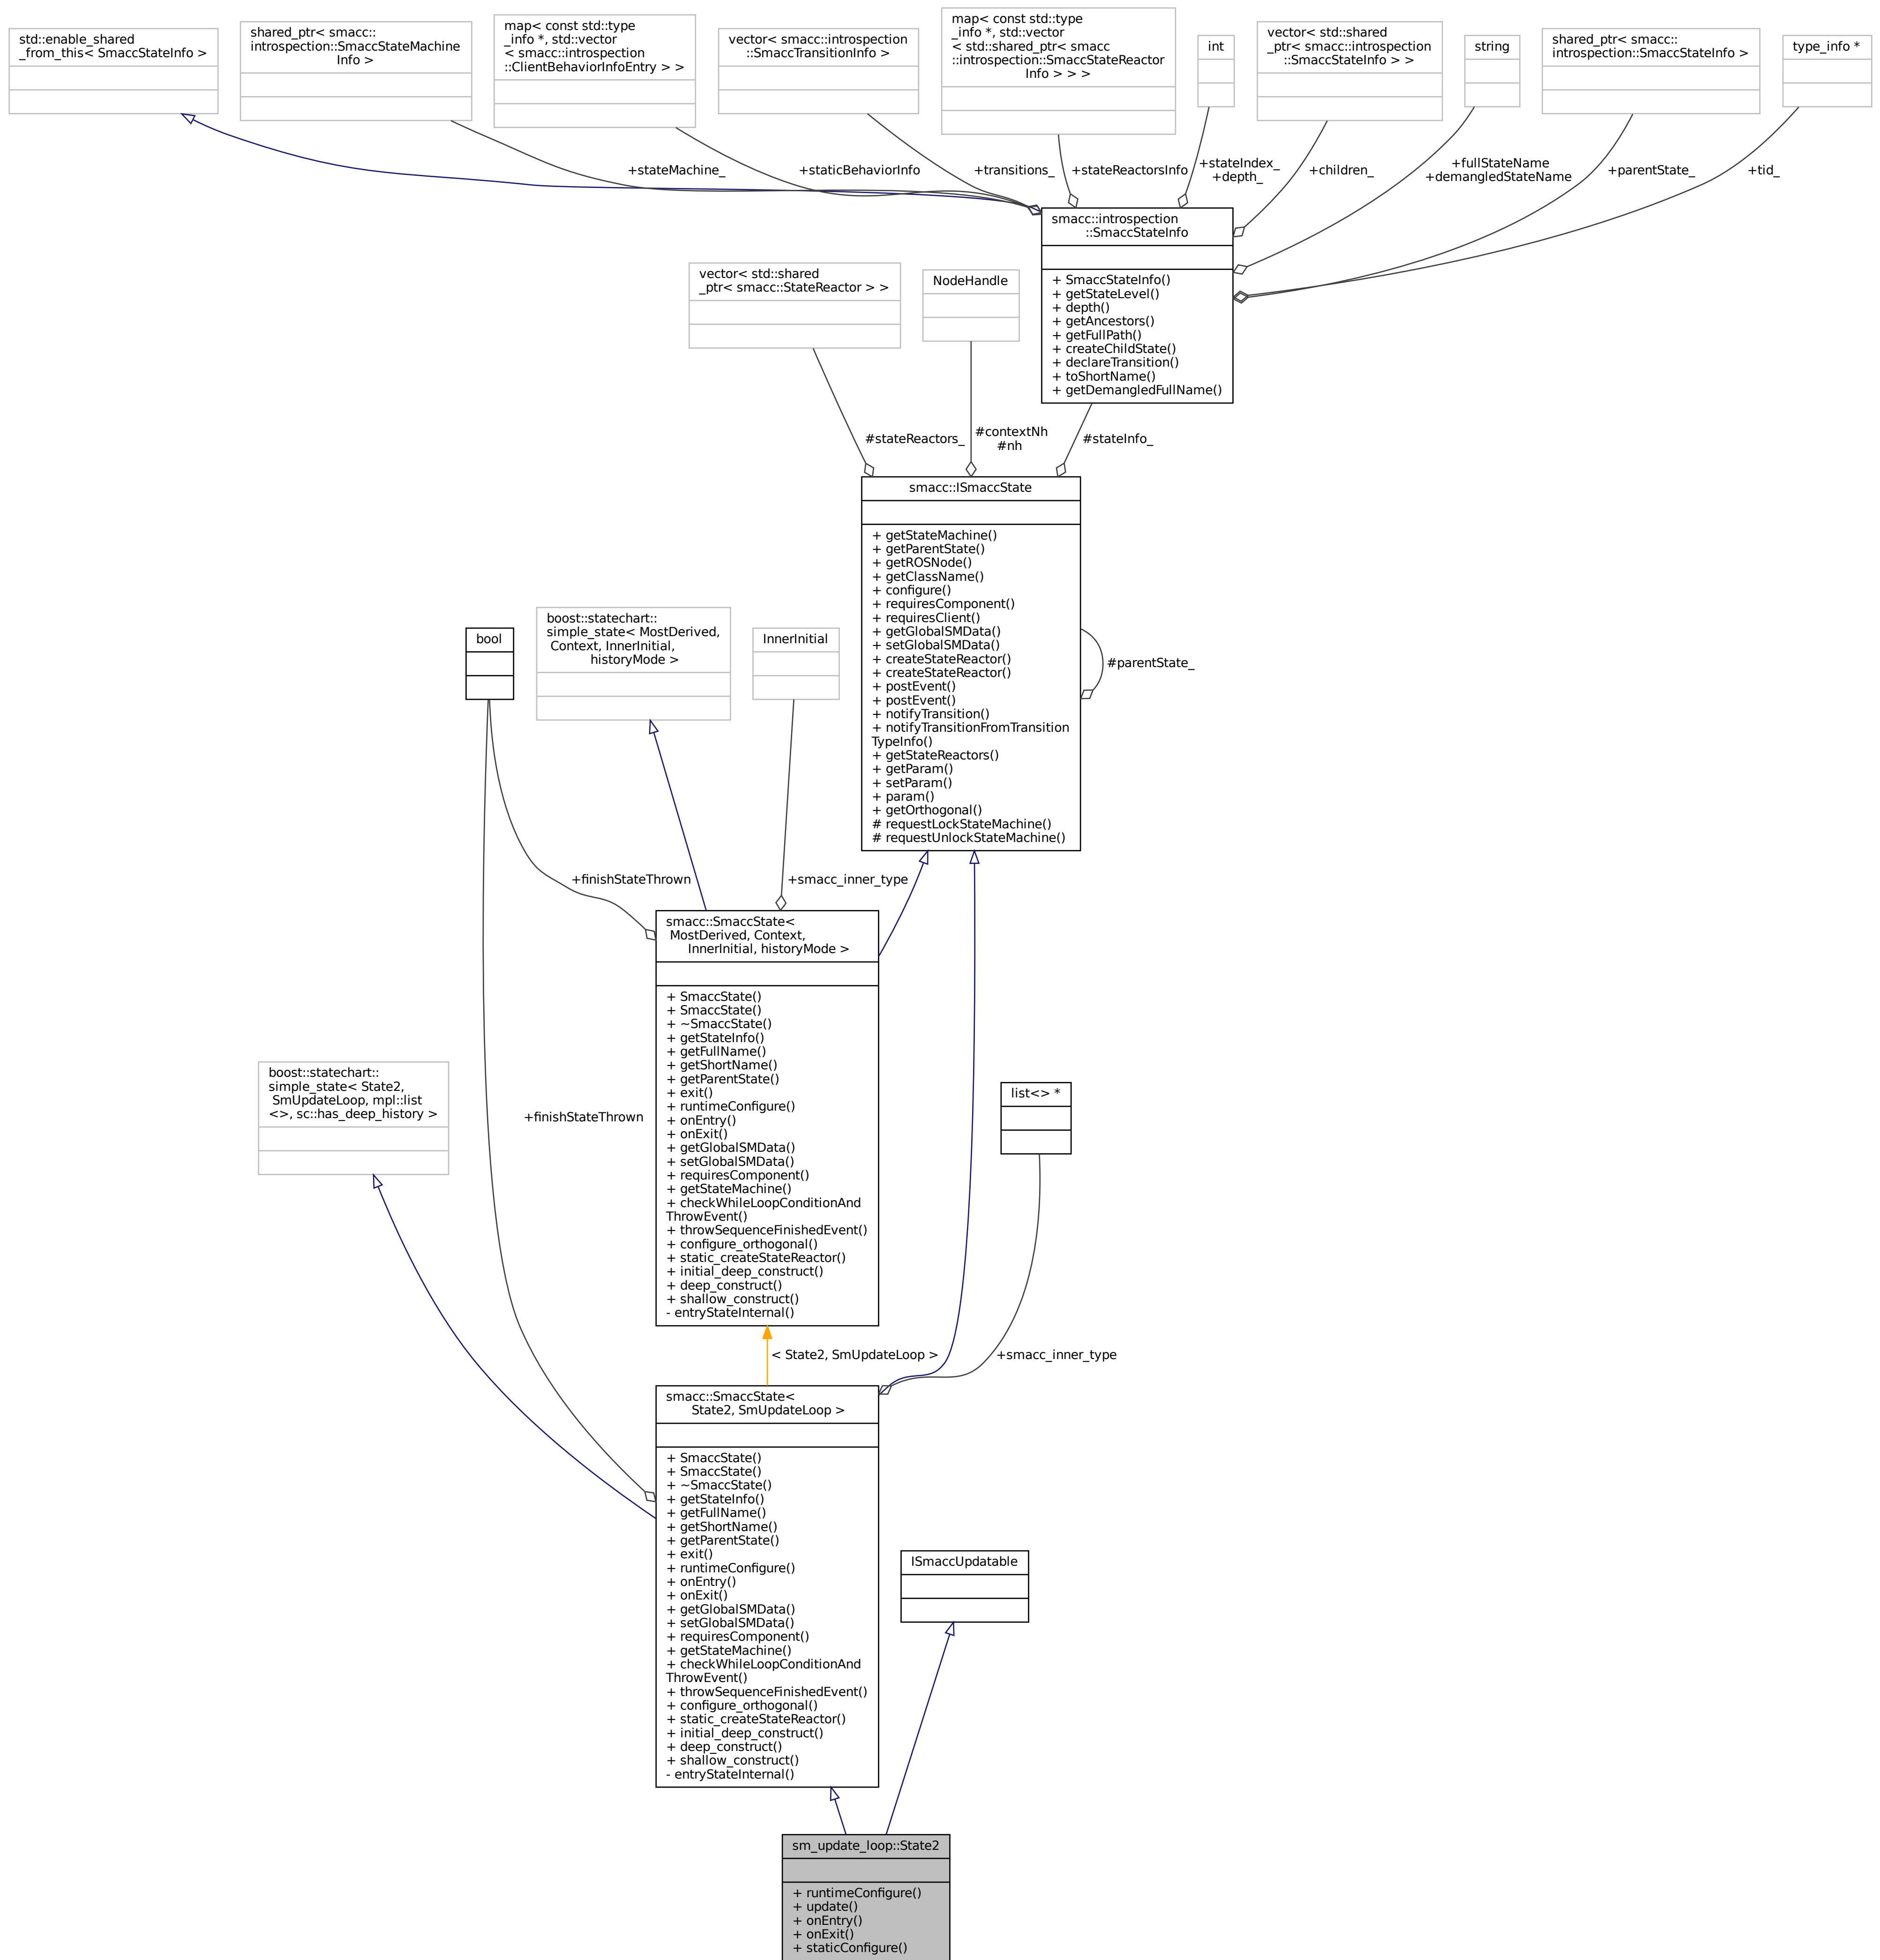 std::enable_shared
_from_this< SmaccStateInfo >
shared_ptr< smacc::
introspection::SmaccStateMachine
Info >
map< const std::type
_info *, std::vector
< smacc::introspection
::ClientBehaviorInfoEntry > >
vector< smacc::introspection
::SmaccTransitionInfo >
map< const std::type
_info *, std::vector
< std::shared_ptr< smacc
::introspection::SmaccStateReactor
Info > > >
int
vector< std::shared
_ptr< smacc::introspection
::SmaccStateInfo > >
string
shared_ptr< smacc::
introspection::SmaccStateInfo >
type_info *
+stateMachine_
+staticBehaviorInfo
+transitions_
+stateReactorsInfo
+stateIndex_
+depth_
+children_
+fullStateName
+demangledStateName
+parentState_
+tid_
smacc::introspection
::SmaccStateInfo
+ SmaccStateInfo()
+ getStateLevel()
+ depth()
+ getAncestors()
+ getFullPath()
+ createChildState()
+ declareTransition()
+ toShortName()
+ getDemangledFullName()
vector< std::shared
_ptr< smacc::StateReactor > >
NodeHandle
#stateReactors_
#contextNh
#nh
#stateInfo_
smacc::ISmaccState
+ getStateMachine()
+ getParentState()
+ getROSNode()
+ getClassName()
+ configure()
+ requiresComponent()
+ requiresClient()
+ getGlobalSMData()
+ setGlobalSMData()
+ createStateReactor()
+ createStateReactor()
+ postEvent()
+ postEvent()
+ notifyTransition()
+ notifyTransitionFromTransition
TypeInfo()
+ getStateReactors()
+ getParam()
+ setParam()
+ param()
+ getOrthogonal()
# requestLockStateMachine()
# requestUnlockStateMachine()
#parentState_
bool
boost::statechart::
simple_state< MostDerived,
Context, InnerInitial,
historyMode >
InnerInitial
+finishStateThrown
+smacc_inner_type
smacc::SmaccState<
MostDerived, Context,
InnerInitial, historyMode >
+ SmaccState()
+ SmaccState()
+ ~SmaccState()
+ getStateInfo()
+ getFullName()
+ getShortName()
+ getParentState()
+ exit()
+ runtimeConfigure()
+ onEntry()
+ onExit()
+ getGlobalSMData()
+ setGlobalSMData()
+ requiresComponent()
+ getStateMachine()
+ checkWhileLoopConditionAnd
ThrowEvent()
+ throwSequenceFinishedEvent()
+ configure_orthogonal()
+ static_createStateReactor()
+ initial_deep_construct()
+ deep_construct()
+ shallow_construct()
- entryStateInternal()
boost::statechart::
simple_state< State2,
SmUpdateLoop, mpl::list
<>, sc::has_deep_history >
+finishStateThrown
list<> *
< State2, SmUpdateLoop >
+smacc_inner_type
smacc::SmaccState<
State2, SmUpdateLoop >
+ SmaccState()
+ SmaccState()
+ ~SmaccState()
+ getStateInfo()
+ getFullName()
+ getShortName()
+ getParentState()
+ exit()
+ runtimeConfigure()
+ onEntry()
+ onExit()
+ getGlobalSMData()
+ setGlobalSMData()
+ requiresComponent()
+ getStateMachine()
+ checkWhileLoopConditionAnd
ThrowEvent()
+ throwSequenceFinishedEvent()
+ configure_orthogonal()
+ static_createStateReactor()
+ initial_deep_construct()
+ deep_construct()
+ shallow_construct()
- entryStateInternal()
ISmaccUpdatable
sm_update_loop::State2
+ runtimeConfigure()
+ update()
+ onEntry()
+ onExit()
+ staticConfigure()